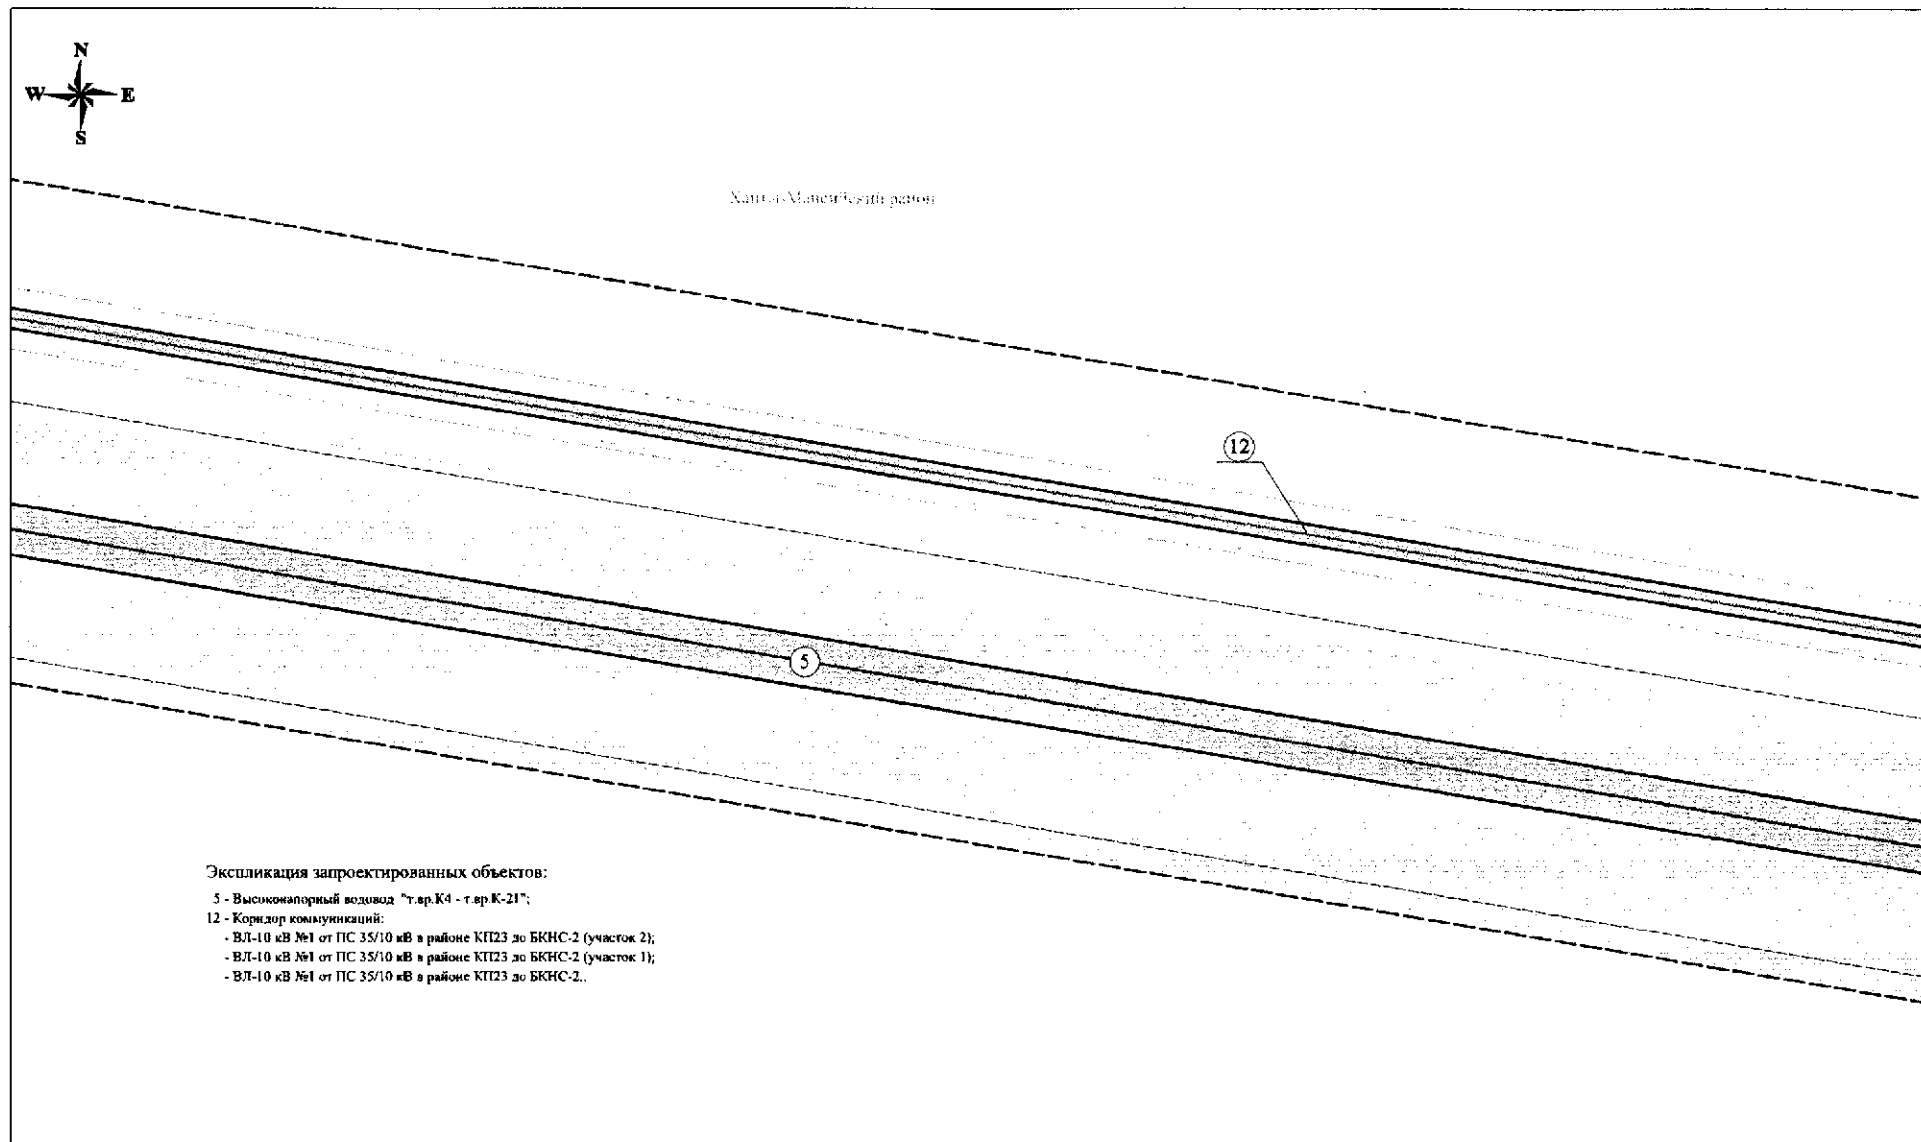 N
W E
S
Ханты-Мансийский район
12
5
Экспликация запроектированных объектов:
5 - Высоконапорный водовод "т.вр.К4 - т.вр.К-21";
12 - Коридор коммуникаций:
- ВЛ-10 кВ №1 от ПС 35/10 кВ в районе КП23 до БКНС-2 (участок 2);
- ВЛ-10 кВ №1 от ПС 35/10 кВ в районе КП23 до БКНС-2 (участок 1);
- ВЛ-10 кВ №1 от ПС 35/10 кВ в районе КП23 до БКНС-2..